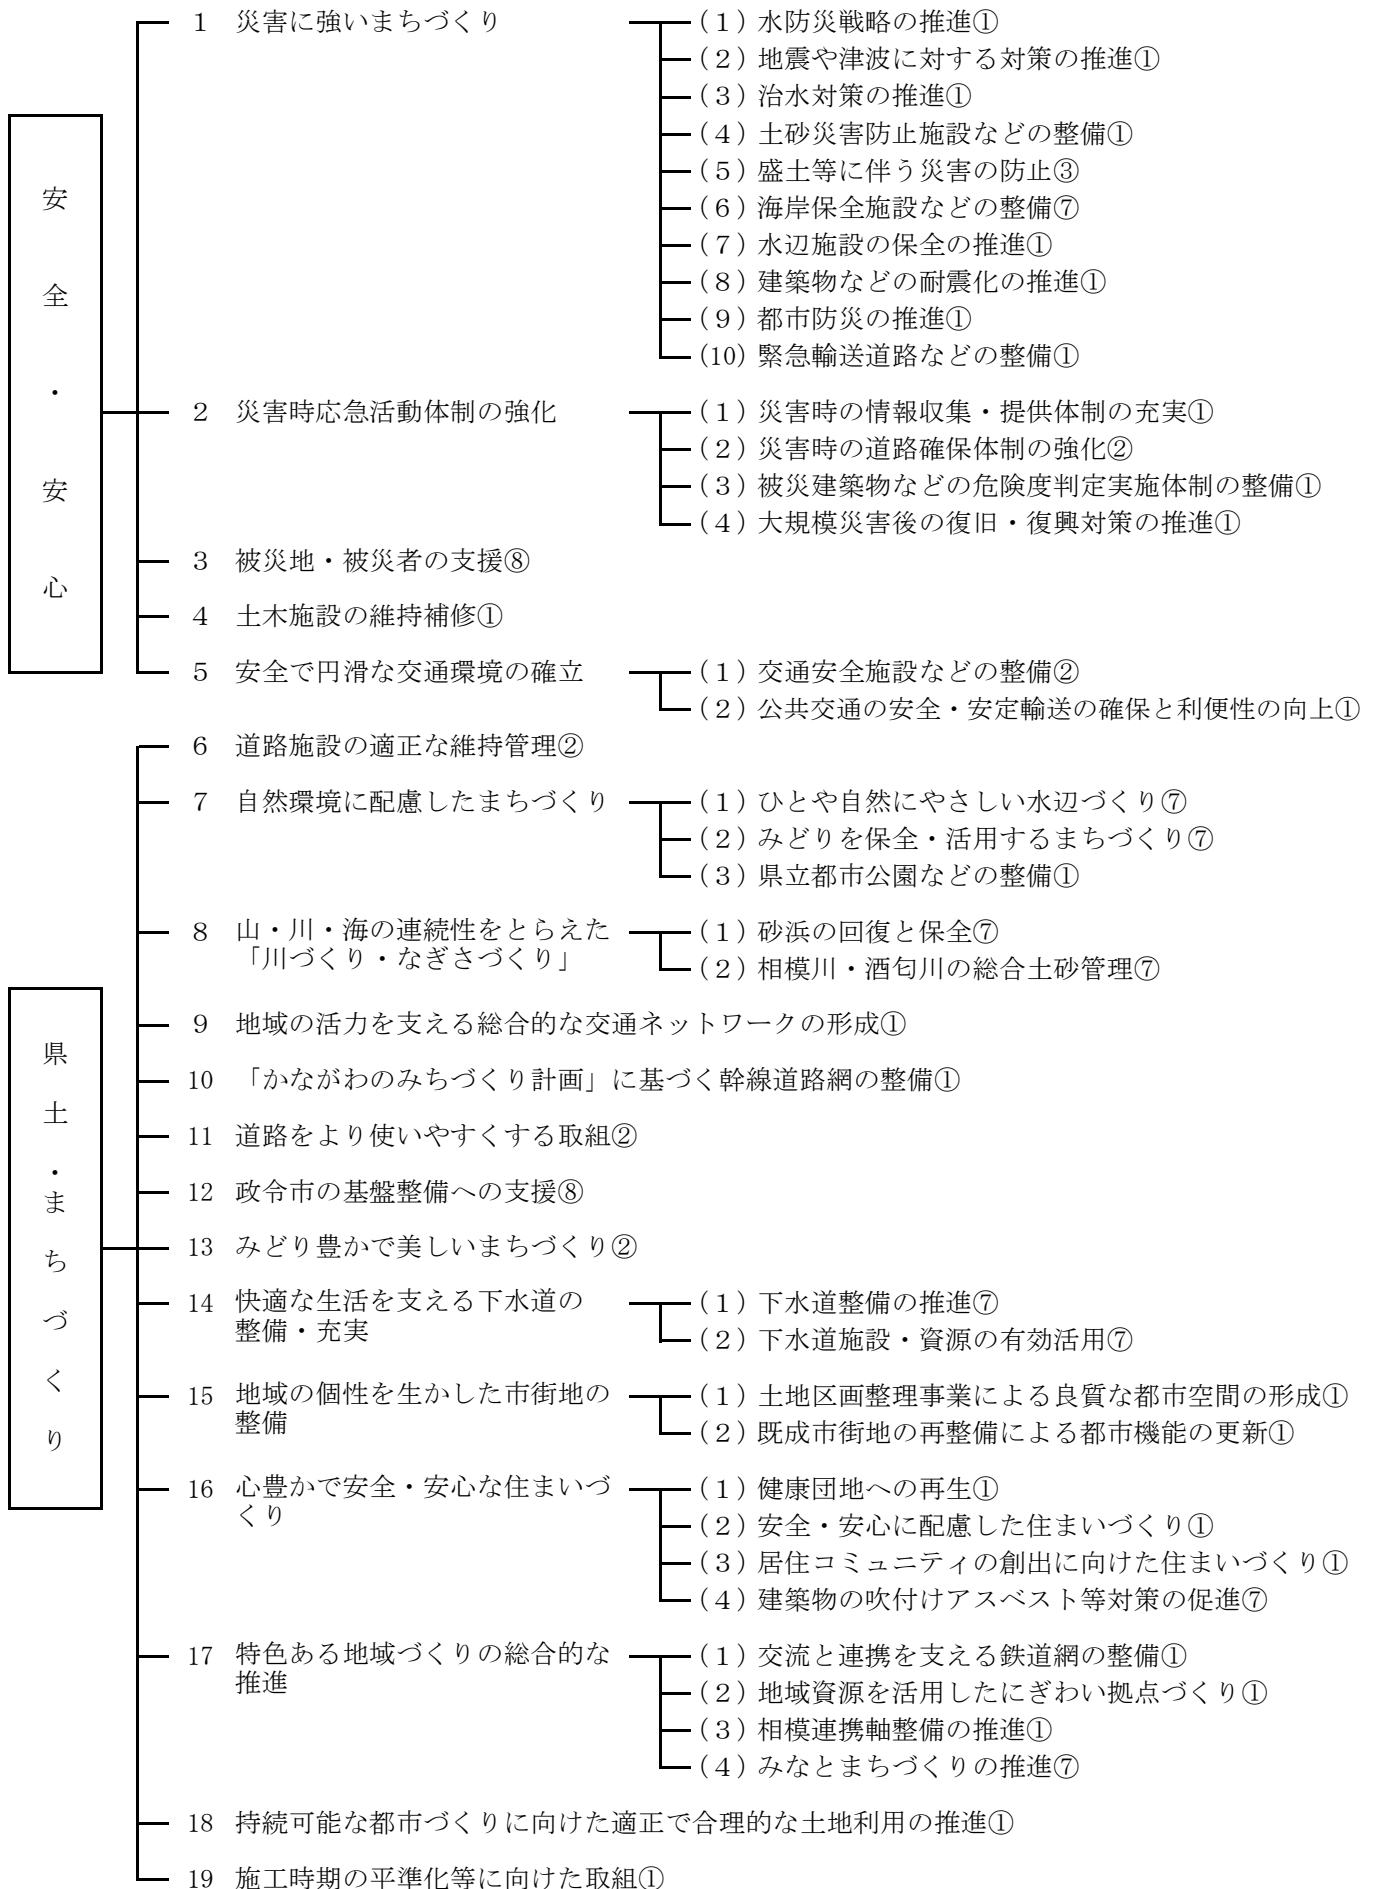 安全・安心
1 災害に強いまちづくり
(1)水防災戦略の推進①
(2)地震や津波に対する対策の推進①
(3)治水対策の推進①
(4)土砂災害防止施設などの整備①
(5)盛土等に伴う災害の防止③
(6)海岸保全施設などの整備⑦
(7)水辺施設の保全の推進①
(8)建築物などの耐震化の推進①
(9)都市防災の推進①
(10)緊急輸送道路などの整備①
2 災害時応急活動体制の強化
(1)災害時の情報収集・提供体制の充実①
(2)災害時の道路確保体制の強化②
(3)被災建築物などの危険度判定実施体制の整備①
(4)大規模災害後の復旧・復興対策の推進①
3 被災地・被災者の支援⑧
4 土木施設の維持補修①
5 安全で円滑な交通環境の確立
(1)交通安全施設などの整備②
(2)公共交通の安全・安定輸送の確保と利便性の向上①
県土・まちづくり
6 道路施設の適正な維持管理②
7 自然環境に配慮したまちづくり
(1)ひとや自然にやさしい水辺づくり⑦
(2)みどりを保全・活用するまちづくり⑦
(3)県立都市公園などの整備①
8 山・川・海の連続性をとらえた
「川づくり・なぎさづくり」
(1)砂浜の回復と保全⑦
(2)相模川・酒匂川の総合土砂管理⑦
9 地域の活力を支える総合的な交通ネットワークの形成①
10 「かながわのみちづくり計画」に基づく幹線道路網の整備①
11 道路をより使いやすくする取組②
12 政令市の基盤整備への支援⑧
13 みどり豊かで美しいまちづくり②
14 快適な生活を支える下水道の
整備・充実
(1)下水道整備の推進⑦
(2)下水道施設・資源の有効活用⑦
15 地域の個性を生かした市街地の
整備
(1)土地区画整理事業による良質な都市空間の形成①
(2)既成市街地の再整備による都市機能の更新①
16 心豊かで安全・安心な住まいづ
くり
(1)健康団地への再生①
(2)安全・安心に配慮した住まいづくり①
(3)居住コミュニティの創出に向けた住まいづくり①
(4)建築物の吹付けアスベスト等対策の促進⑦
17 特色ある地域づくりの総合的な
推進
(1)交流と連携を支える鉄道網の整備①
(2)地域資源を活用したにぎわい拠点づくり①
(3)相模連携軸整備の推進①
(4)みなとまちづくりの推進⑦
18 持続可能な都市づくりに向けた適正で合理的な土地利用の推進①
19 施工時期の平準化等に向けた取組①